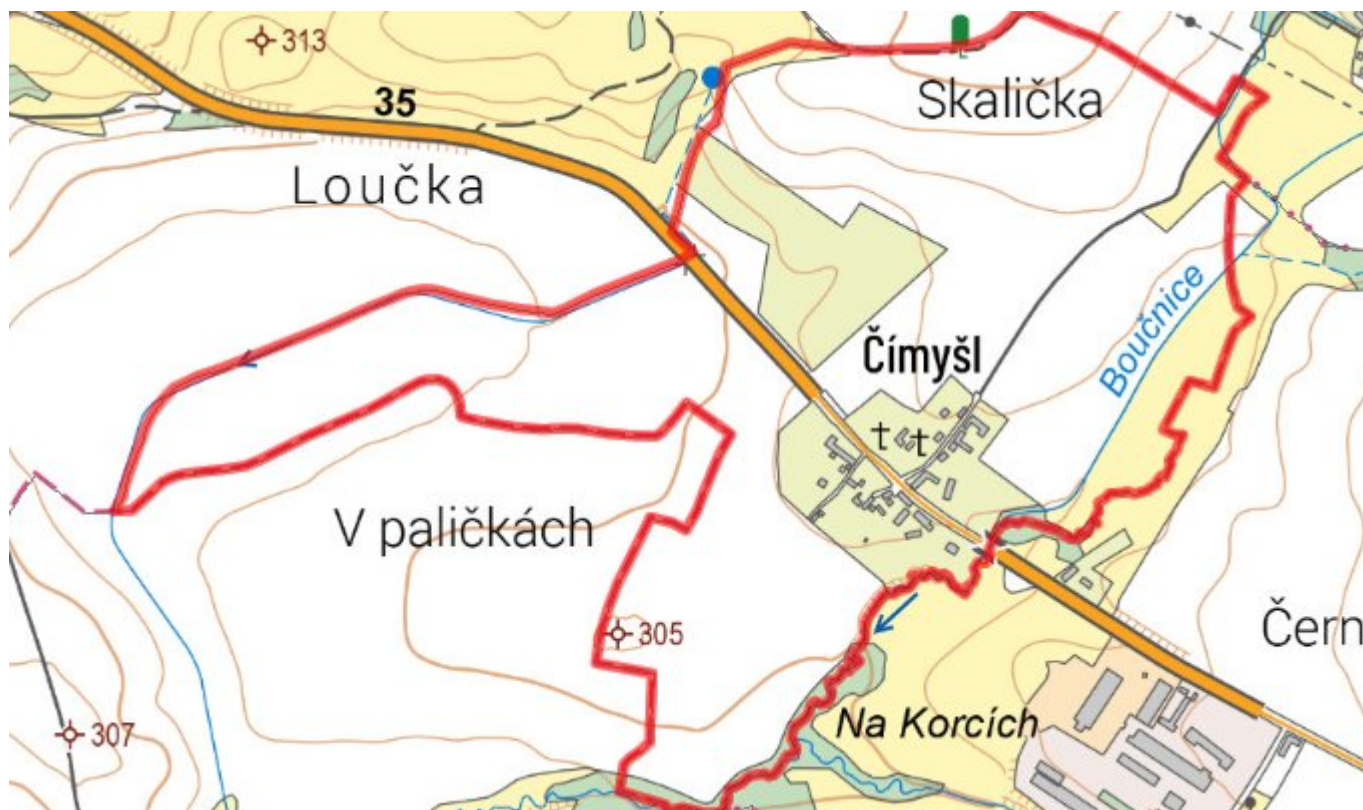 313
35
Skalička
Loučka
Čímyšl
Boučnice
V paličkách
305
Čern
Na Korcích
307